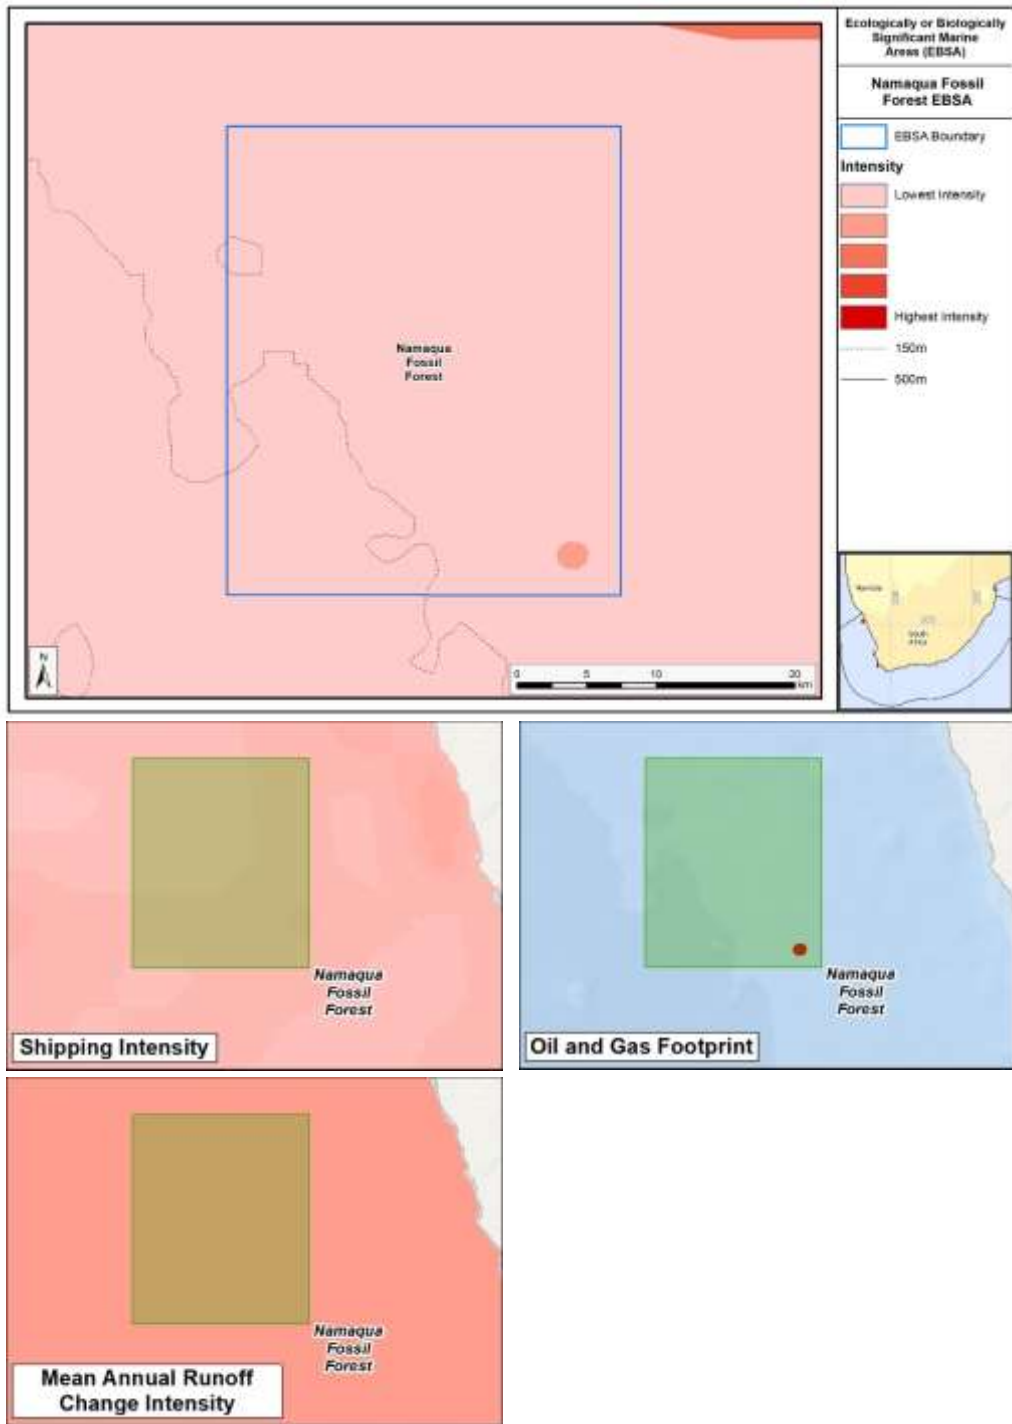 Ecologically or Biologically
Significant Marine
Areas (EBSA)
Namaqua Fossil
Forest EBSA
EBSA Boundary
Intensity
Lowest Intensity
Highest Intensity
150m
500m
Namaqua
Fossil
Forest
N
0 5 10 20
km
Namibia
South
Africa
Namaqua
Fossil
Forest
Shipping Intensity
Namaqua
Fossil
Forest
Oil and Gas Footprint
Namaqua
Fossil
Forest
Mean Annual Runoff
Change Intensity